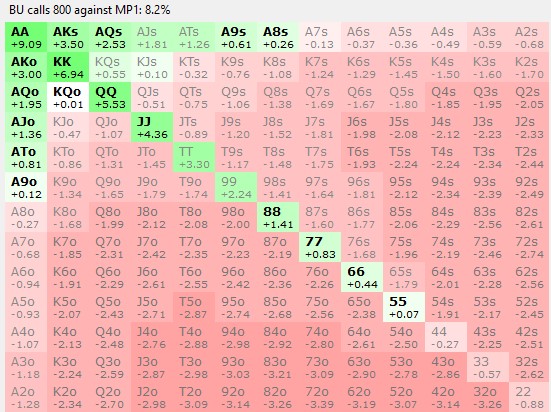 BU calls 800 against MP1: 8.2%
AA AKs AQs AJs ATs A9s A8s A7s A6s A5s A4s A3s A2s
+9.09 +3.50 +2.53 +1.81 +1.26 +0.61 +0.26 -0.13 -0.37 -0.36 -0.49 -0.59 -0.68
AKo KK KQs KJs KTs K9s K8s K7s K6s K5s K4s K3s K2s
+3.00 +6.94 +0.55 +0.10 -0.32 -0.76 -1.08 -1.24 -1.29 -1.45 -1.50 -1.60 -1.70
AQo KQo QQ QJs QTs Q9s Q8s Q7s Q6s Q5s Q4s Q3s Q2s
+1.95 +0.01 +5.53 -0.51 -0.75 -1.06 -1.38 -1.69 -1.67 -1.80 -1.85 -1.95 -2.05
AJo KJo QJo JJ JTs J9s J8s J7s J6s J5s J4s J3s J2s
+1.36 -0.47 -1.07 +4.36 -0.89 -1.20 -1.52 -1.81 -1.98 -2.08 -2.12 -2.23 -2.33
ATo KTo QTo JTo TT T9s T8s T7s T6s T5s T4s T3s T2s
+0.81 -0.86 -1.31 -1.45 +3.30 -1.17 -1.48 -1.75 -1.93 -2.24 -2.24 -2.34 -2.44
A9o K9o Q9o J9o T9o 99 98s 97s 96s 95s 94s 93s 92s
+0.12 -1.34 -1.65 -1.79 -1.74 +2.24 -1.45 -1.64 -1.81 -2.12 -2.34 -2.39 -2.49
A8o K8o Q8o J8o T8o 98o 88 87s 86s 85s 84s 83s 82s
-0.27 -1.68 -1.99 -2.12 -2.08 -2.00 +1.41 -1.60 -1.77 -2.06 -2.29 -2.56 -2.61
A7o K7o Q7o J7o T7o 97o 87o 77 76s 75s 74s 73s 72s
-0.68 -1.85 -2.31 -2.42 -2.35 -2.23 -2.19 +0.83 -1.68 -1.96 -2.19 -2.46 -2.74
A6o K6o Q6o J6o T6o 96o 86o 76o 66 65s 64s 63s 62s
-0.94 -1.91 -2.29 -2.61 -2.55 -2.42 -2.36 -2.26 +0.44 -1.79 -2.01 -2.28 -2.56
A5o K5o Q5o J5o T5o 95o 85o 75o 65o 55 54s 53s 52s
-0.93 -2.07 -2.43 -2.71 -2.87 -2.74 -2.68 -2.56 -2.38 +0.07 -1.91 -2.17 -2.45
A4o K4o Q4o J4o T4o 94o 84o 74o 64o 54o 44 43s 42s
-1.07 -2.13 -2.48 -2.76 -2.88 -2.98 -2.92 -2.80 -2.61 -2.50 -0.27 -2.25 -2.51
A3o K3o Q3o J3o T3o 93o 83o 73o 63o 53o 43o 33 32s
-1.18 -2.24 -2.59 -2.87 -2.98 -3.03 -3.21 -3.09 -2.90 -2.78 -2.86 -0.57 -2.62
A2o K2o Q2o J2o T2o 92o 82o 72o 62o 52o 42o 32o 22
-1.28 -2.34 -2.70 -2.98 -3.09 -3.14 -3.26 -3.39 -3.19 -3.07 -3.14 -3.26 -0.88